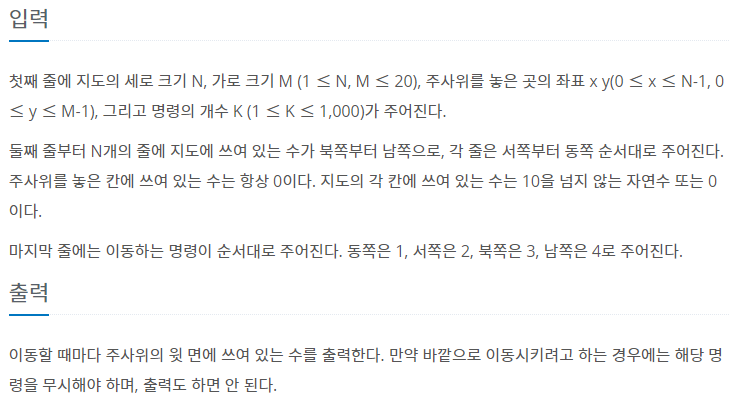 입력
첫째 줄에 지도의 세로 크기 N, 가로 크기 M (1 ≤ N, M ≤ 20), 주사위를 놓은 곳의 좌표 x y(0 ≤ x ≤ N-1, 0
≤ y ≤ M-1), 그리고 명령의 개수 K (1 ≤ K ≤ 1,000)가 주어진다.
둘째 줄부터 N개의 줄에 지도에 쓰여 있는 수가 북쪽부터 남쪽으로, 각 줄은 서쪽부터 동쪽 순서대로 주어진다.
주사위를 놓은 칸에 쓰여 있는 수는 항상 0이다. 지도의 각 칸에 쓰여 있는 수는 10을 넘지 않는 자연수 또는 0
이다.
마지막 줄에는 이동하는 명령이 순서대로 주어진다. 동쪽은 1, 서쪽은 2, 북쪽은 3, 남쪽은 4로 주어진다.
출력
이동할 때마다 주사위의 윗 면에 쓰여 있는 수를 출력한다. 만약 바깥으로 이동시키려고 하는 경우에는 해당 명
령을 무시해야 하며, 출력도 하면 안 된다.